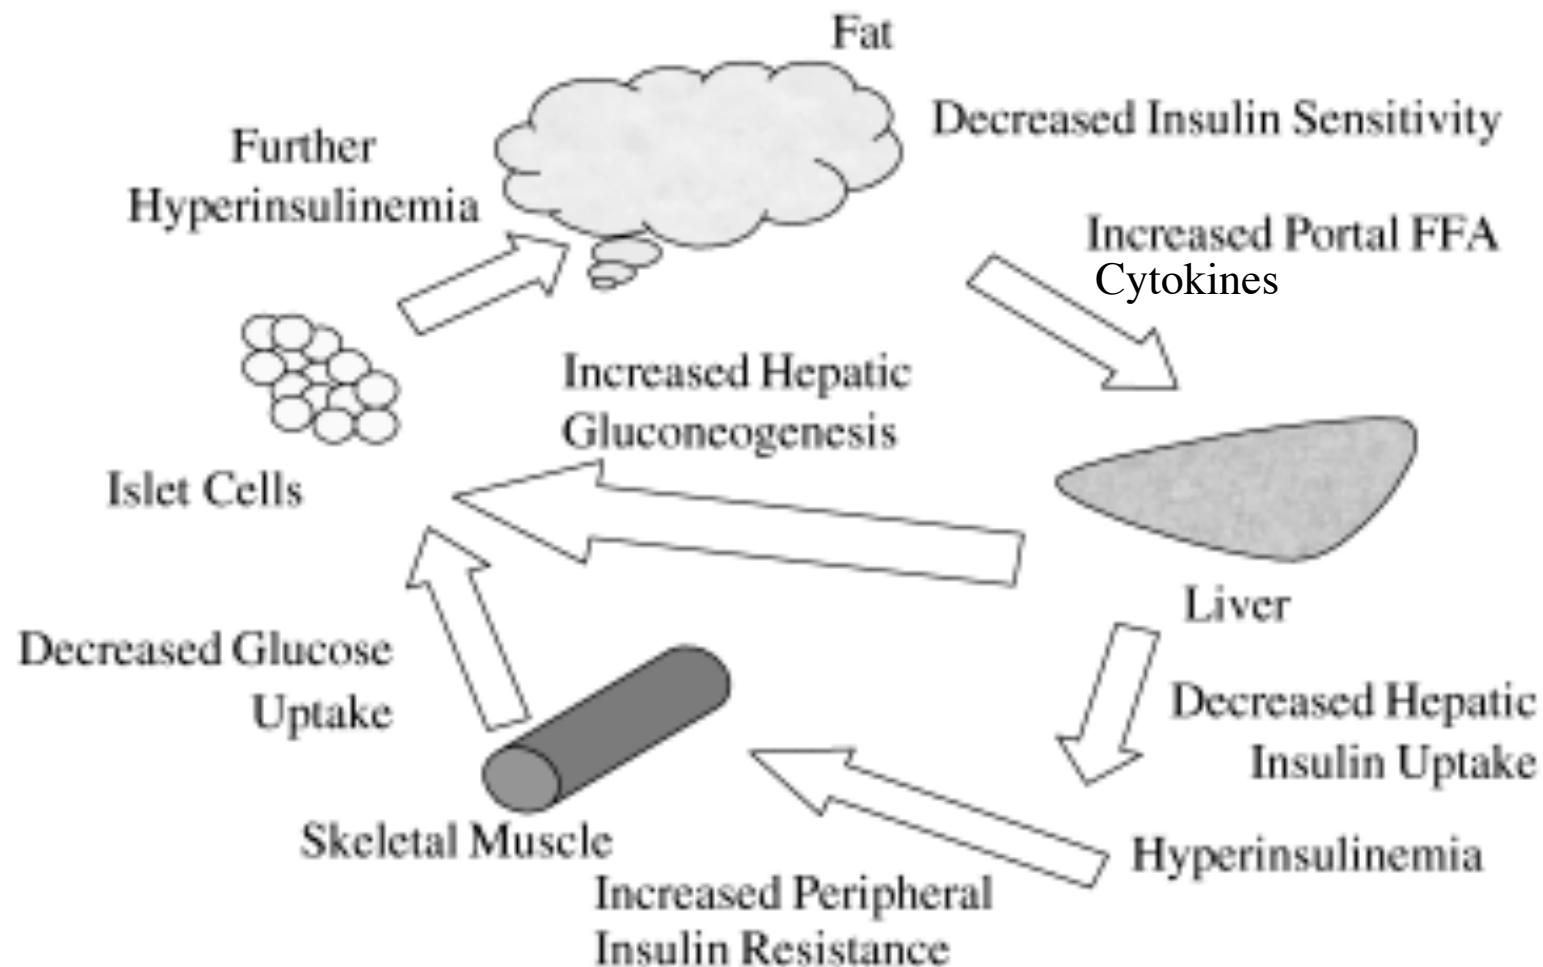 Fat
Decreased Insulin Sensitivity
Further
Hyperinsulinemia
Increased Portal FFA
Cytokines
Increased Hepatic
Gluconeogenesis
Islet Cells
Liver
Decreased Glucose
Uptake
Decreased Hepatic
Insulin Uptake
Skeletal Muscle
Hyperinsulinemia
Increased Peripheral
Insulin Resistance